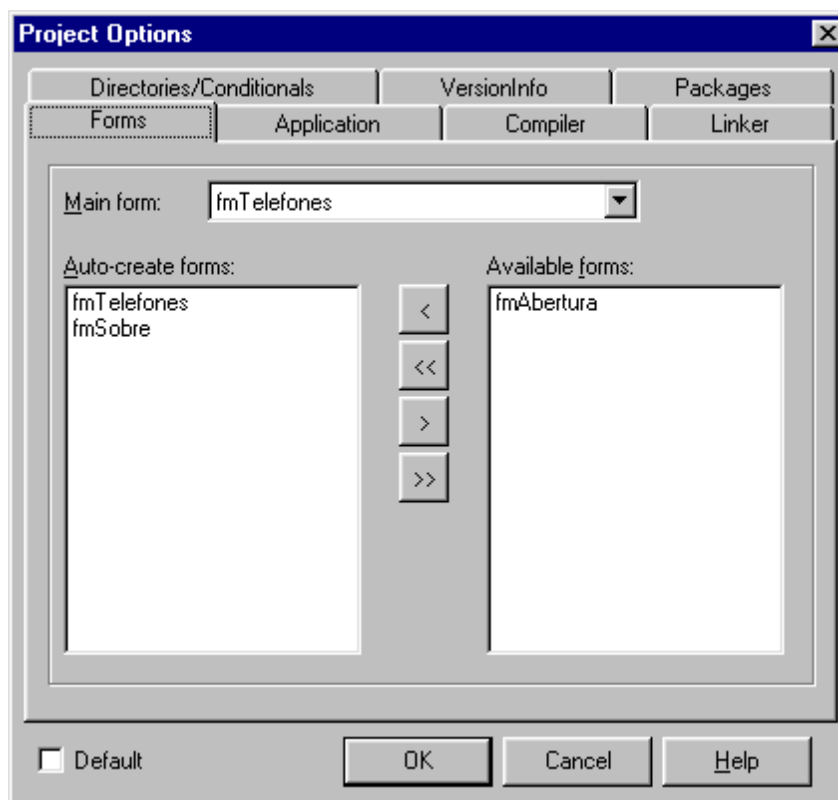 Project Options
Directories/Conditionals VersionInfo Packages
Forms Application Compiler Linker
Main form: fmTelefones
Auto-create forms: Available forms:
fmTelefones fmAbertura
fmSobre
<
<<
>
>>
Default OK Cancel Help